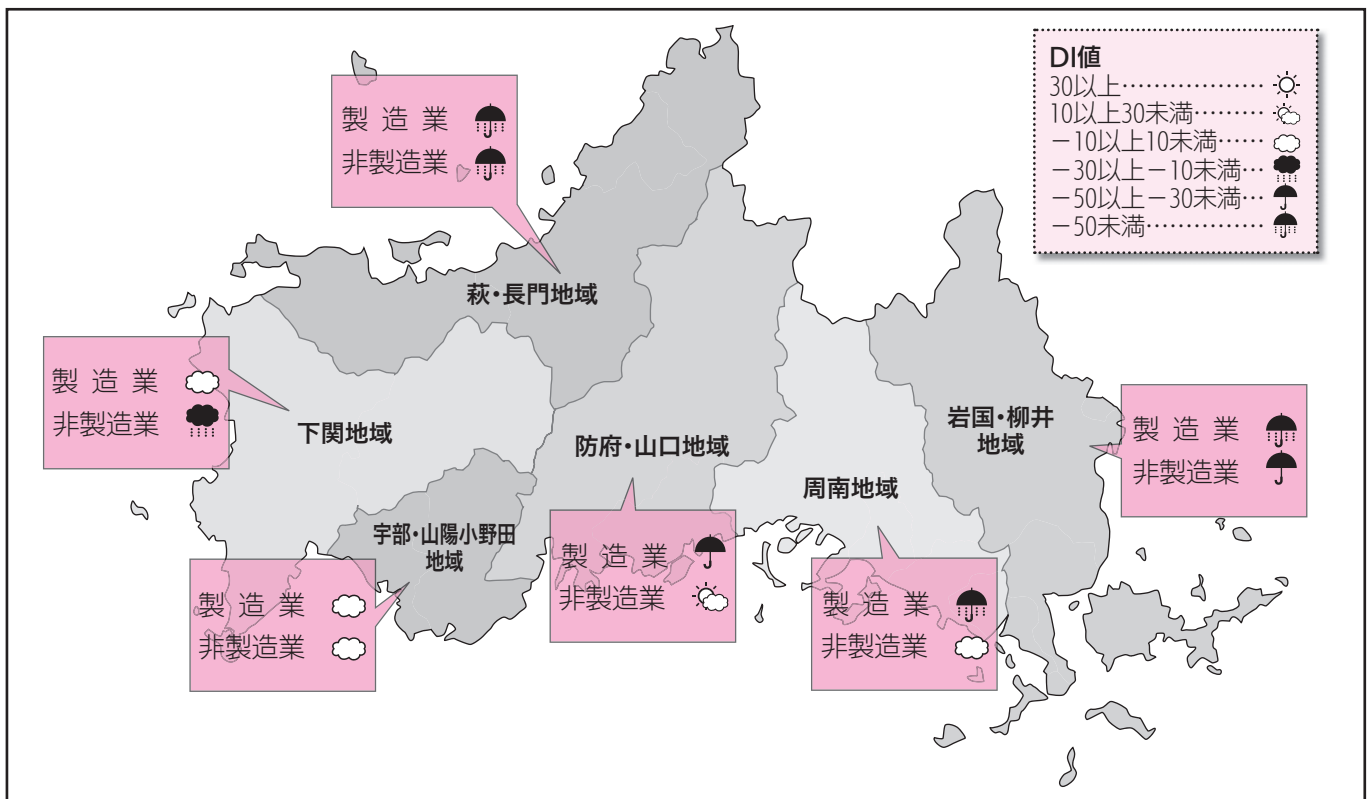 DI値
30以上………………
10以上30未満………
－10以上10未満……
－30以上－10未満…
－50以上－30未満…
－50未満……………
製造業
非製造業
萩・長門地域
製造業
非製造業
下関地域
防府・山口地域
岩国・柳井
地域
製造業
非製造業
周南地域
宇部・山陽小野田
地域
製造業
非製造業
製造業
非製造業
製造業
非製造業